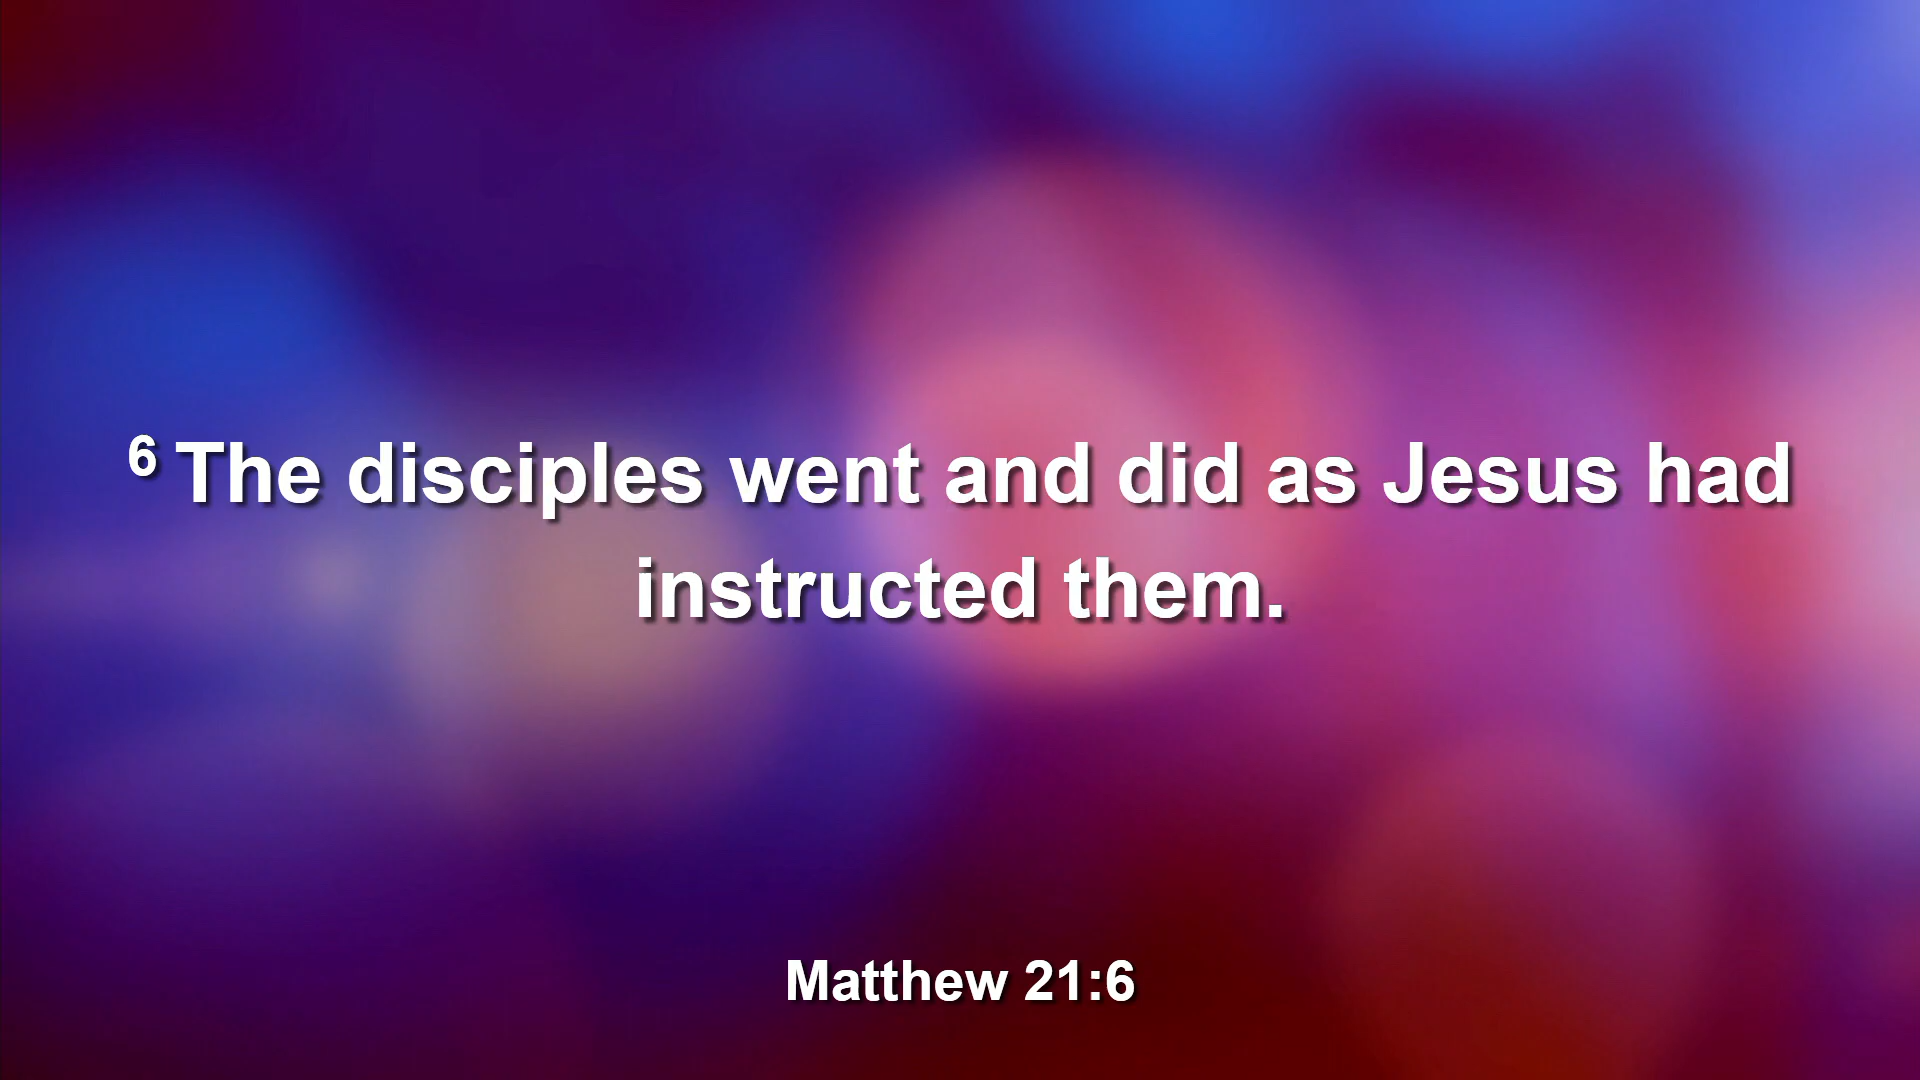 6 The disciples went and did as Jesus had
instructed them.
Matthew 21:6